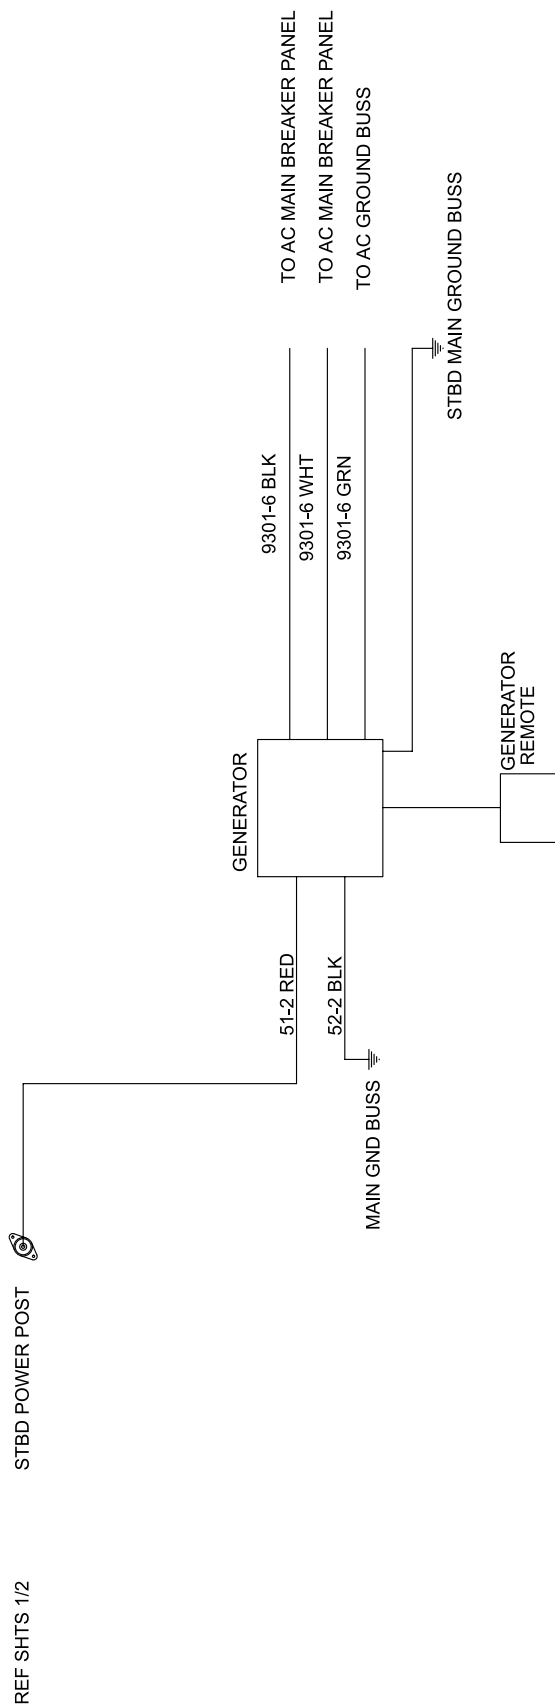 REF SHTS 1/2
STBD POWER POST
51-2 RED
52-2 BLK
MAIN GND BUSS
GENERATOR
9301-6 BLK
TO AC MAIN BREAKER PANEL
9301-6 WHT
TO AC MAIN BREAKER PANEL
9301-6 GRN
TO AC GROUND BUSS
STBD MAIN GROUND BUSS
GENERATOR
REMOTE